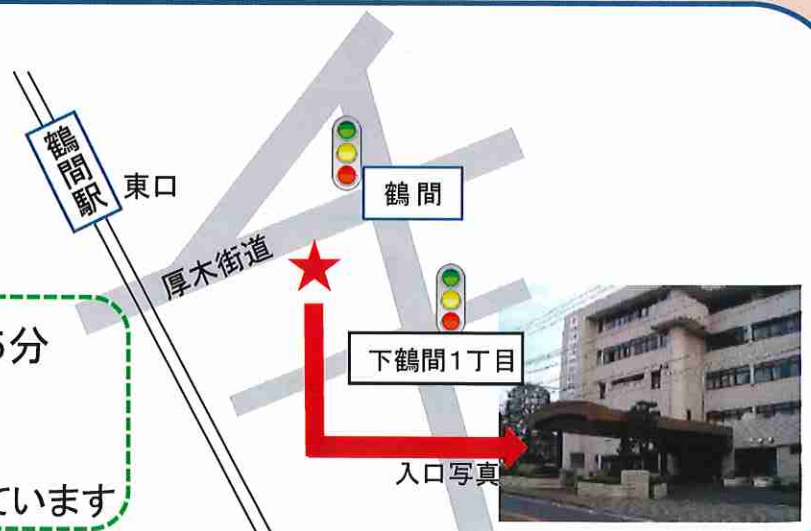 鶴間駅
東口
鶴間
厚木街道
5分
下鶴間1丁目
入口写真
ています